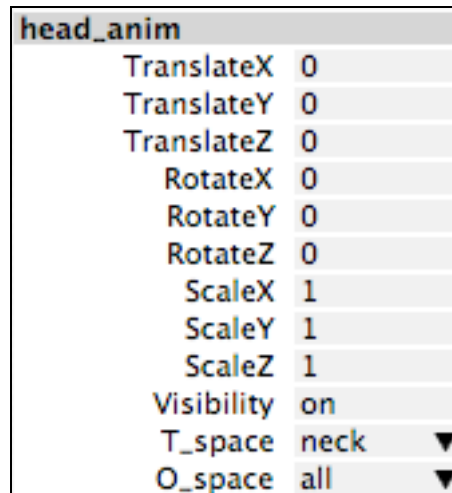 head_anim
TranslateX 0
TranslateY 0
TranslateZ 0
RotateX 0
RotateY 0
RotateZ 0
ScaleX 1
ScaleY 1
ScaleZ 1
Visibility on
T_space neck ▼
O_space all ▼